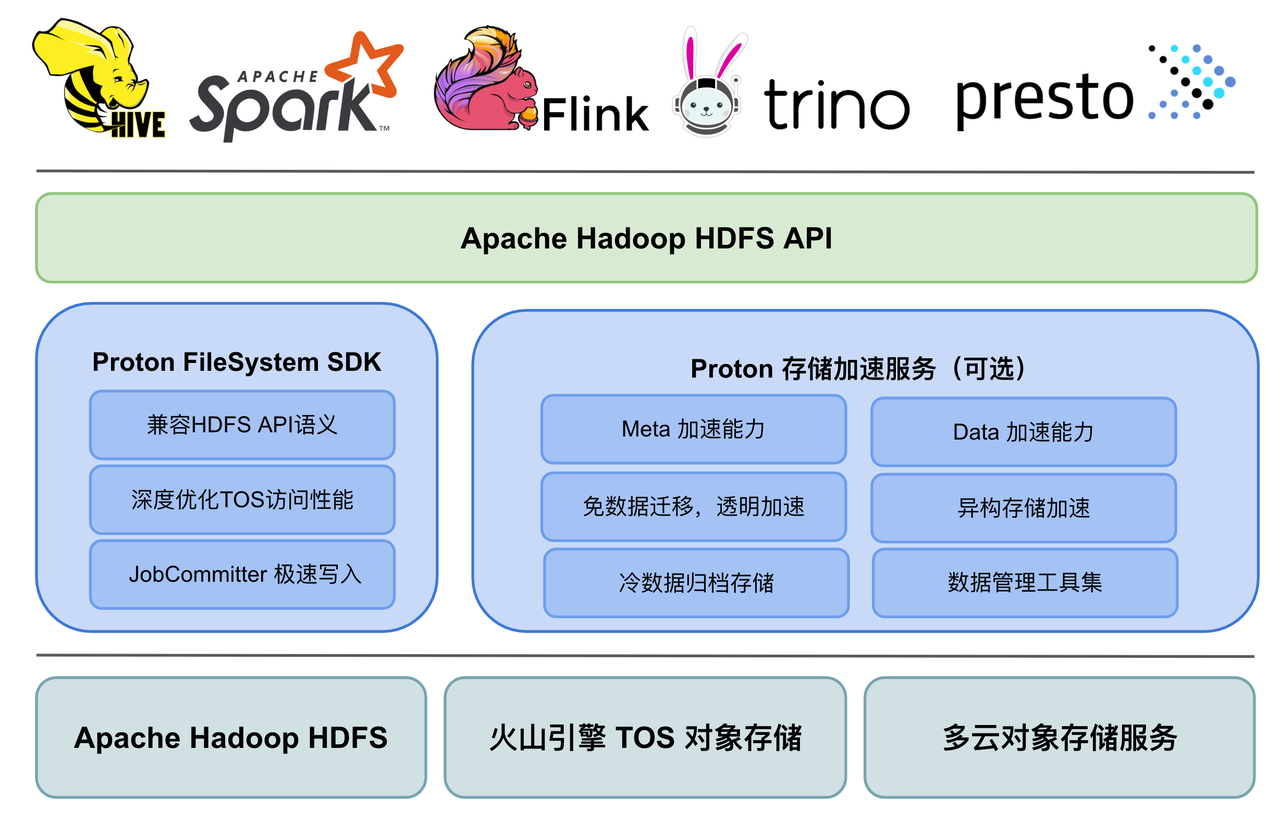 HIVE
APACHE
Spark™
Flink
trino
presto
Apache Hadoop HDFS API
Proton FileSystem SDK
兼容HDFS API语义
深度优化TOS访问性能
JobCommitter 极速写入
Proton 存储加速服务（可选）
Meta 加速能力
Data 加速能力
免数据迁移，透明加速
异构存储加速
冷数据归档存储
数据管理工具集
Apache Hadoop HDFS
火山引擎 TOS 对象存储
多云对象存储服务